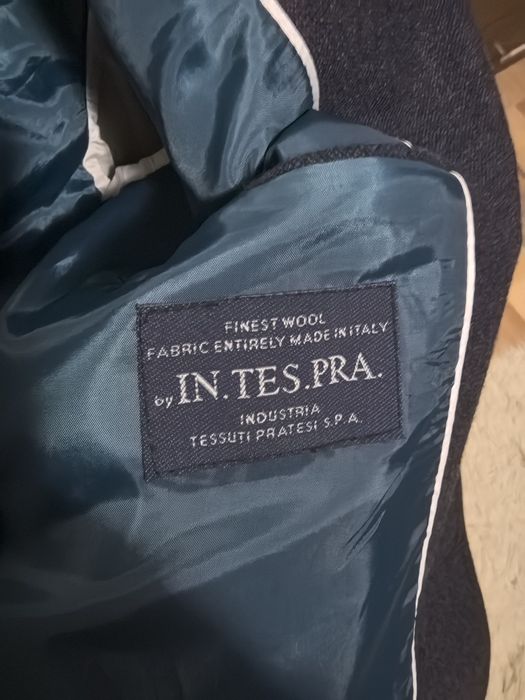 FINEST WOOL
FABRIC ENTIRELY MADE IN ITALY
by IN.TES.PRA.
INDUSTRIA
TESSUTI PRATESI S.P.A.